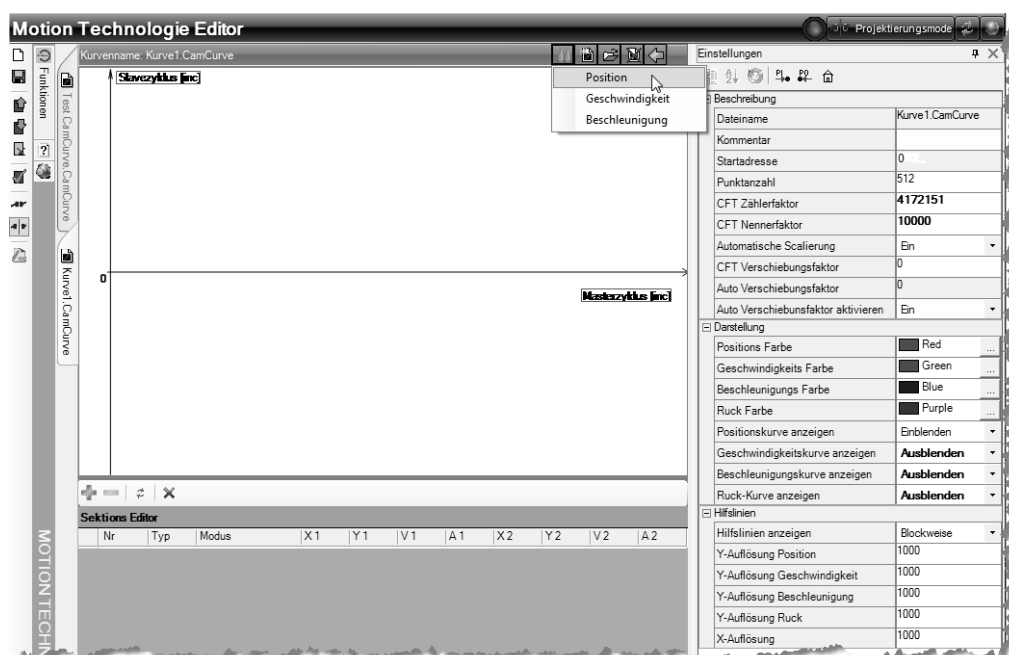 Motion Technologie Editor
Projektierungsmode
Kurvenname: Kurve1.CamCurve
Funktionen
Test CamCurve.CamCurve
Kurve1.CamCurve
MOTION TECHN
Slavezyklus [inc]
0
Masterzyklus [inc]
Position
Geschwindigkeit
Beschleunigung
Sektions Editor
Nr Typ Modus X1 Y1 V1 A1 X2 Y2 V2 A2
Einstellungen
Beschreibung
Dateiname Kurve1.CamCurve
Kommentar
Startadresse 0
Punktanzahl 512
CFT Zählerfaktor 4172151
CFT Nennerfaktor 10000
Automatische Scalierung Ein
CFT Verschiebungsfaktor 0
Auto Verschiebungsfaktor 0
Auto Verschiebunsfaktor aktivieren Ein
Darstellung
Positions Farbe Red ...
Geschwindigkeits Farbe Green ...
Beschleunigungs Farbe Blue ...
Ruck Farbe Purple ...
Positionskurve anzeigen Einblenden
Geschwindigkeitskurve anzeigen Ausblenden
Beschleunigungskurve anzeigen Ausblenden
Ruck-Kurve anzeigen Ausblenden
Hilfslinien
Hilfslinien anzeigen Blockweise
Y-Auflösung Position 1000
Y-Auflösung Geschwindigkeit 1000
Y-Auflösung Beschleunigung 1000
Y-Auflösung Ruck 1000
X-Auflösung 1000